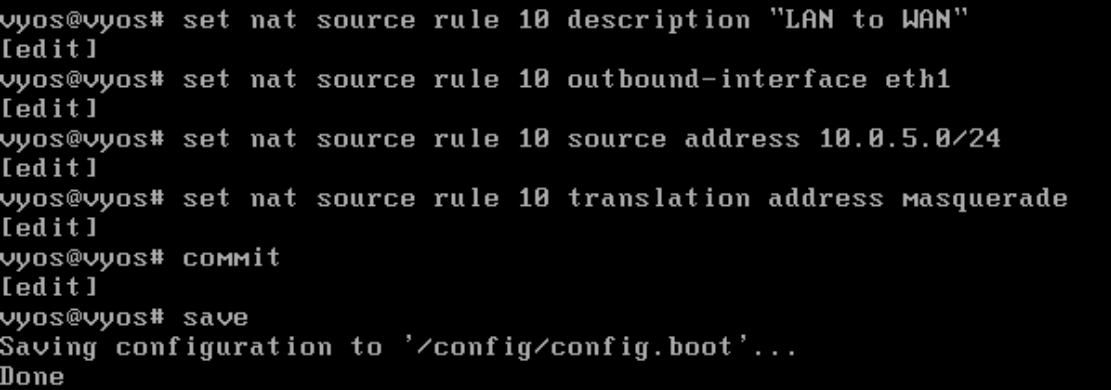 vyos@vyos# set nat source rule 10 description "LAN to WAN"
[edit]
vyos@vyos# set nat source rule 10 outbound-interface eth1
[edit]
vyos@vyos# set nat source rule 10 source address 10.0.5.0/24
[edit]
vyos@vyos# set nat source rule 10 translation address masquerade
[edit]
vyos@vyos# commit
[edit]
vyos@vyos# save
Saving configuration to '/config/config.boot'...
Done